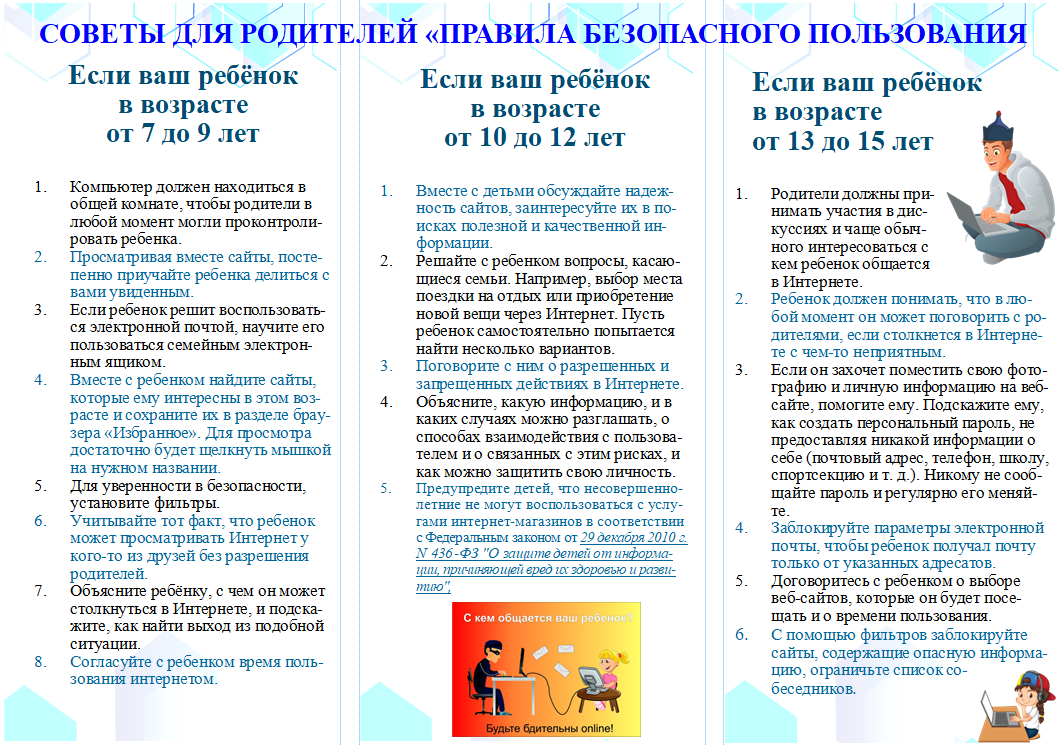 СОВЕТЫ ДЛЯ РОДИТЕЛЕЙ «ПРАВИЛА БЕЗОПАСНОГО ПОЛЬЗОВАНИЯ
Если ваш ребёнок
в возрасте
от 7 до 9 лет
1. Компьютер должен находиться в
общей комнате, чтобы родители в
любой момент могли проконтроли-
ровать ребенка.
2. Просматривая вместе сайты, посте-
пенно приучайте ребенка делиться с
вами увиденным.
3. Если ребенок решит воспользовать-
ся электронной почтой, научите его
пользоваться семейным электрон-
ным ящиком.
4. Вместе с ребенком найдите сайты,
которые ему интересны в этом воз-
расте и сохраните их в разделе брау-
зера «Избранное». Для просмотра
достаточно будет щелкнуть мышкой
на нужном названии.
5. Для уверенности в безопасности,
установите фильтры.
6. Учитывайте тот факт, что ребенок
может просматривать Интернет у
кого-то из друзей без разрешения
родителей.
7. Объясните ребёнку, с чем он может
столкнуться в Интернете, и подска-
жите, как найти выход из подобной
ситуации.
8. Согласуйте с ребенком время поль-
зования интернетом.
Если ваш ребёнок
в возрасте
от 10 до 12 лет
1. Вместе с детьми обсуждайте надеж-
ность сайтов, заинтересуйте их в по-
исках полезной и качественной ин-
формации.
2. Решайте с ребенком вопросы, касаю-
щиеся семьи. Например, выбор места
поездки на отдых или приобретение
новой вещи через Интернет. Пусть
ребенок самостоятельно попытается
найти несколько вариантов.
3. Поговорите с ним о разрешенных и
запрещенных действиях в Интернете.
4. Объясните, какую информацию, и в
каких случаях можно разглашать, о
способах взаимодействия с пользова-
телем и о связанных с этим рисках, и
как можно защитить свою личность.
5. Предупредите детей, что несовершенно-
летние не могут воспользоваться с услу-
гами интернет-магазинов в соответствии
с Федеральным законом от 29 декабря 2010 г.
N 436-ФЗ "О защите детей от информа-
ции, причиняющей вред их здоровью и разви-
тию",
С кем общается ваш ребенок?
Будьте бдительны online!
Если ваш ребёнок
в возрасте
от 13 до 15 лет
1. Родители должны при-
нимать участия в дис-
куссиях и чаще обыч-
ного интересоваться с
кем ребенок общается
в Интернете.
2. Ребенок должен понимать, что в лю-
бой момент он может поговорить с ро-
дителями, если столкнется в Интерне-
те с чем-то неприятным.
3. Если он захочет поместить свою фото-
графию и личную информацию на веб-
сайте, помогите ему. Подскажите ему,
как создать персональный пароль, не
предоставляя никакой информации о
себе (почтовый адрес, телефон, школу,
спортсекцию и т. д.). Никому не сооб-
щайте пароль и регулярно его меняй-
те.
4. Заблокируйте параметры электронной
почты, чтобы ребенок получал почту
только от указанных адресатов.
5. Договоритесь с ребенком о выборе
веб-сайтов, которые он будет посе-
щать и о времени пользования.
6. С помощью фильтров заблокируйте
сайты, содержащие опасную информа-
цию, ограничьте список со-
беседников.